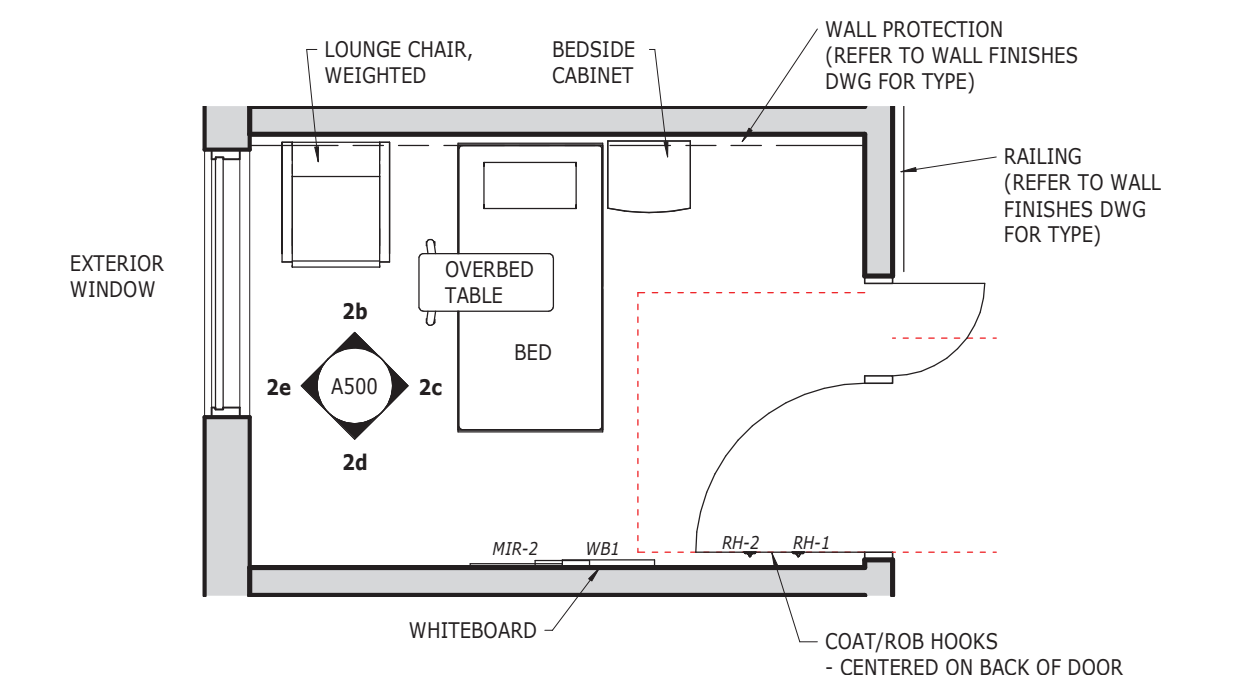 LOUNGE CHAIR,
WEIGHTED
BEDSIDE
CABINET
WALL PROTECTION
(REFER TO WALL FINISHES
DWG FOR TYPE)
RAILING
(REFER TO WALL
FINISHES DWG
FOR TYPE)
EXTERIOR
WINDOW
OVERBED
TABLE
BED
2b
2e
A500
2c
2d
MIR-2
WB1
RH-2
RH-1
WHITEBOARD
COAT/ROB HOOKS
- CENTERED ON BACK OF DOOR